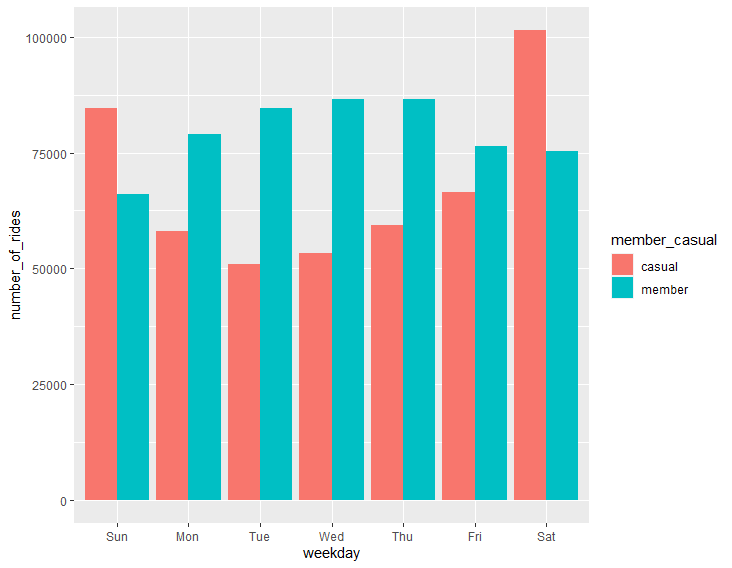 100000
75000
50000
25000
0
number_of_rides
Sun Mon Tue Wed Thu Fri Sat
weekday
member_casual
casual
member